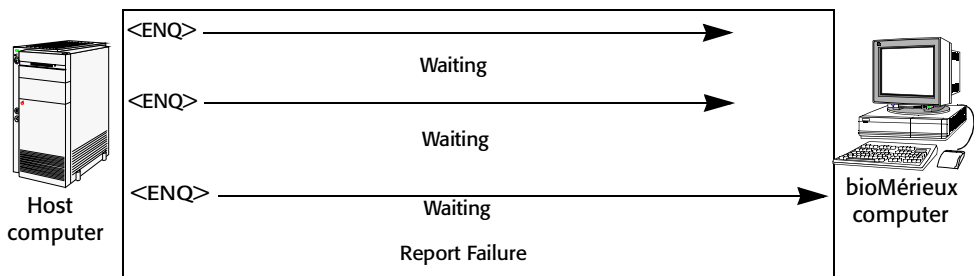 <ENQ>
Waiting
<ENQ>
Waiting
<ENQ>
Waiting
Report Failure
Host
computer
bioMérieux
computer